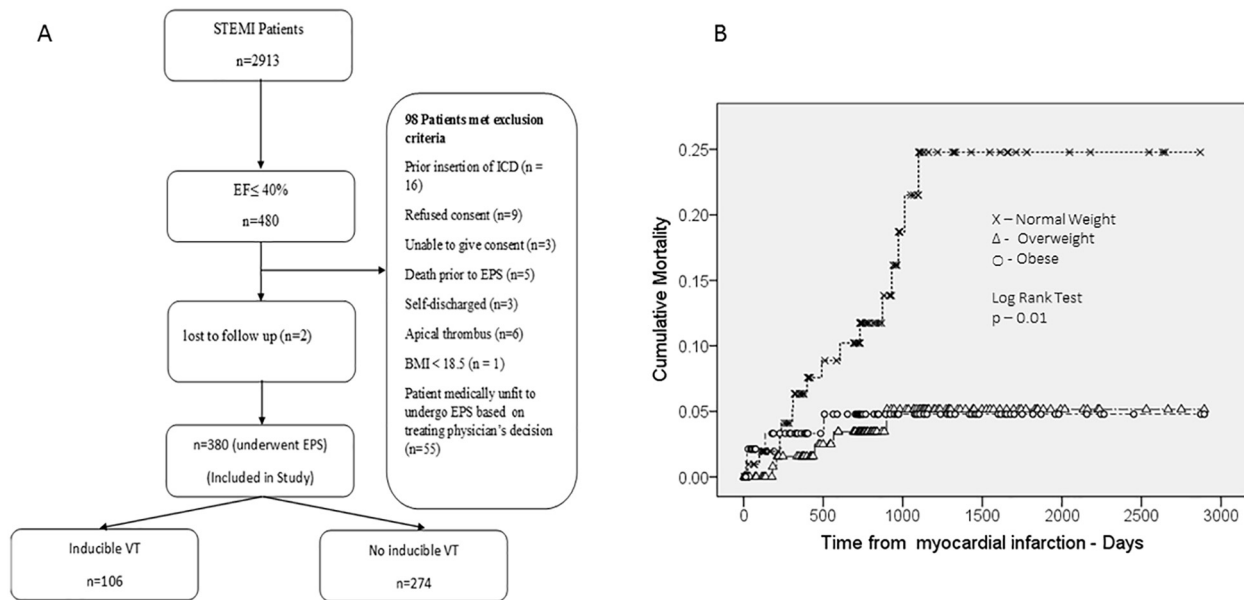 A
STEMI Patients
n=2913
EF≤ 40%
n=480
lost to follow up (n=2)
n=380 (underwent EPS)
(Included in Study)
Inducible VT
n=106
No inducible VT
n=274
98 Patients met exclusion
criteria
Prior insertion of ICD (n =
16)
Refused consent (n=9)
Unable to give consent (n=3)
Death prior to EPS (n=5)
Self-discharged (n=3)
Apical thrombus (n=6)
BMI < 18.5 (n = 1)
Patient medically unfit to
undergo EPS based on
treating physician's decision
(n=55)
B
Cumulative Mortality
0.25
0.20
0.15
0.10
0.05
0.00
X – Normal Weight
Δ - Overweight
O - Obese
Log Rank Test
p – 0.01
0 500 1000 1500 2000 2500 3000
Time from myocardial infarction - Days